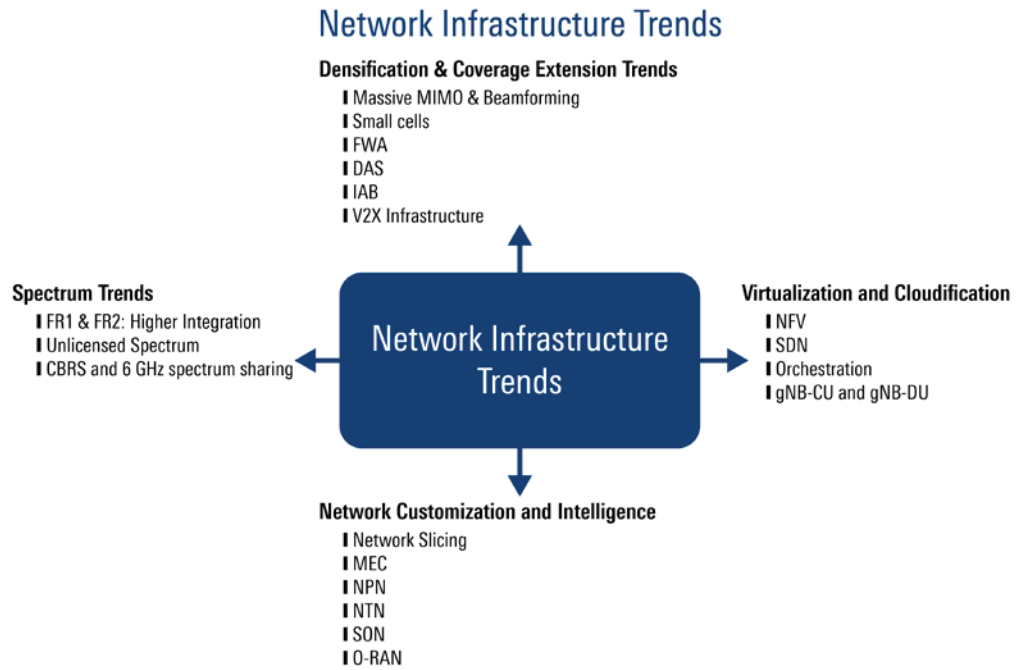 Network Infrastructure Trends
Densification & Coverage Extension Trends
Massive MIMO & Beamforming
Small cells
FWA
DAS
IAB
V2X Infrastructure
Spectrum Trends
FR1 & FR2: Higher Integration
Unlicensed Spectrum
CBRS and 6 GHz spectrum sharing
Network Infrastructure
Trends
Virtualization and Cloudification
NFV
SDN
Orchestration
gNB-CU and gNB-DU
Network Customization and Intelligence
Network Slicing
MEC
NPN
NTN
SON
O-RAN